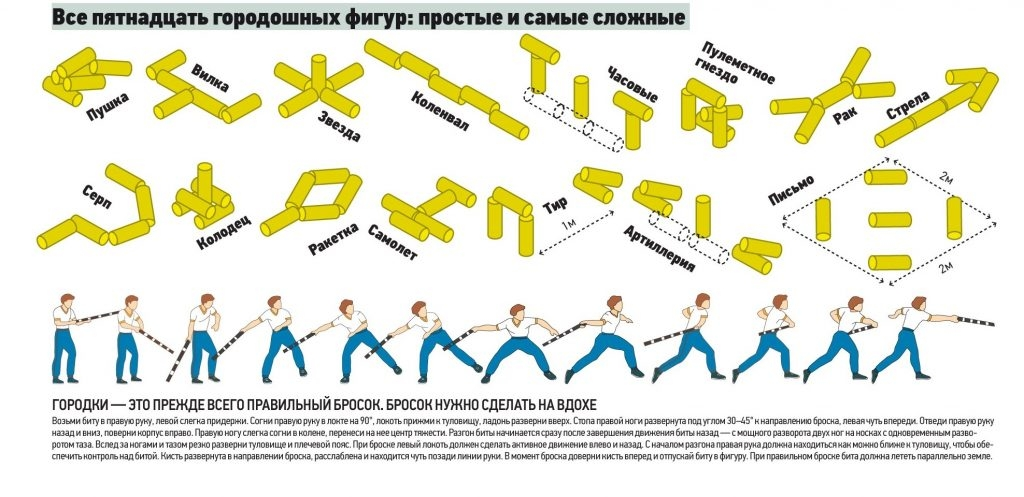 Все пятнадцать городошных фигур: простые и самые сложные
Пушка
Вилка
Звезда
Коленвал
Часовые
Пулеметное
гнездо
Рак
Стрела
Серп
Колодец
Ракетка
Самолет
Тир
1м
Артиллерия
Письмо
2м
2м
ГОРОДКИ — ЭТО ПРЕЖДЕ ВСЕГО ПРАВИЛЬНЫЙ БРОСОК. БРОСОК НУЖНО СДЕЛАТЬ НА ВДОХЕ
Возьми биту в правую руку, левой слегка придержи. Согни правую руку в локте на 90°, локоть прижми к туловищу, ладонь разверни вверх. Стопа правой ноги развернута под углом 30–45° к направлению броска, левая чуть впереди. Отведи правую руку
назад и вниз, поверни корпус вправо. Правую ногу слегка согни в колене, перенеси на нее центр тяжести. Разгон биты начинается сразу после завершения движения биты назад — с мощного разворота двух ног на носках с одновременным разво-
ротом таза. Вслед за ногами и тазом резко разверни туловище и плечевой пояс. При броске левый локоть должен сделать активное движение влево и назад. С началом разгона правая рука должна находиться как можно ближе к туловищу, чтобы обе-
спечить контроль над битой. Кисть развернута в направлении броска, расслаблена и находится чуть позади линии руки. В момент броска доверни кисть вперед и отпускай биту в фигуру. При правильном броске бита должна лететь параллельно земле.